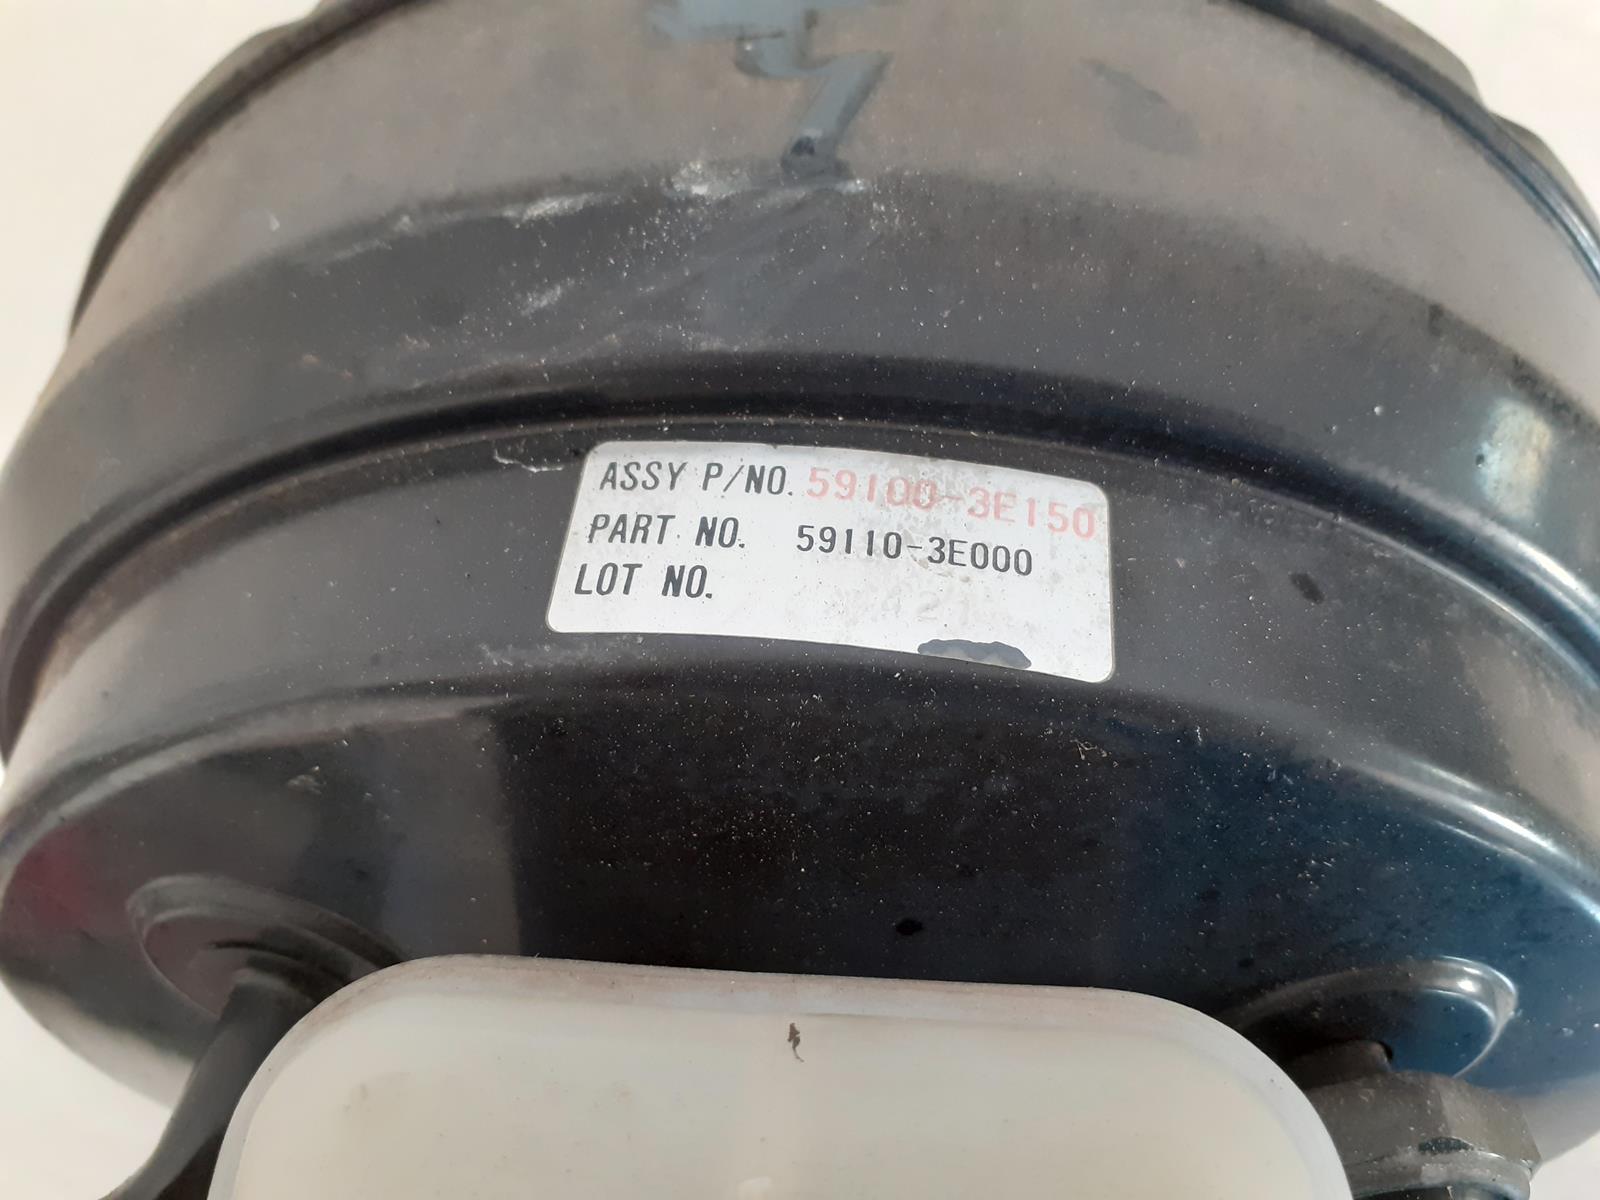 ASSY P/NO. 59100-3E150
PART NO. 59110-3E000
LOT NO.